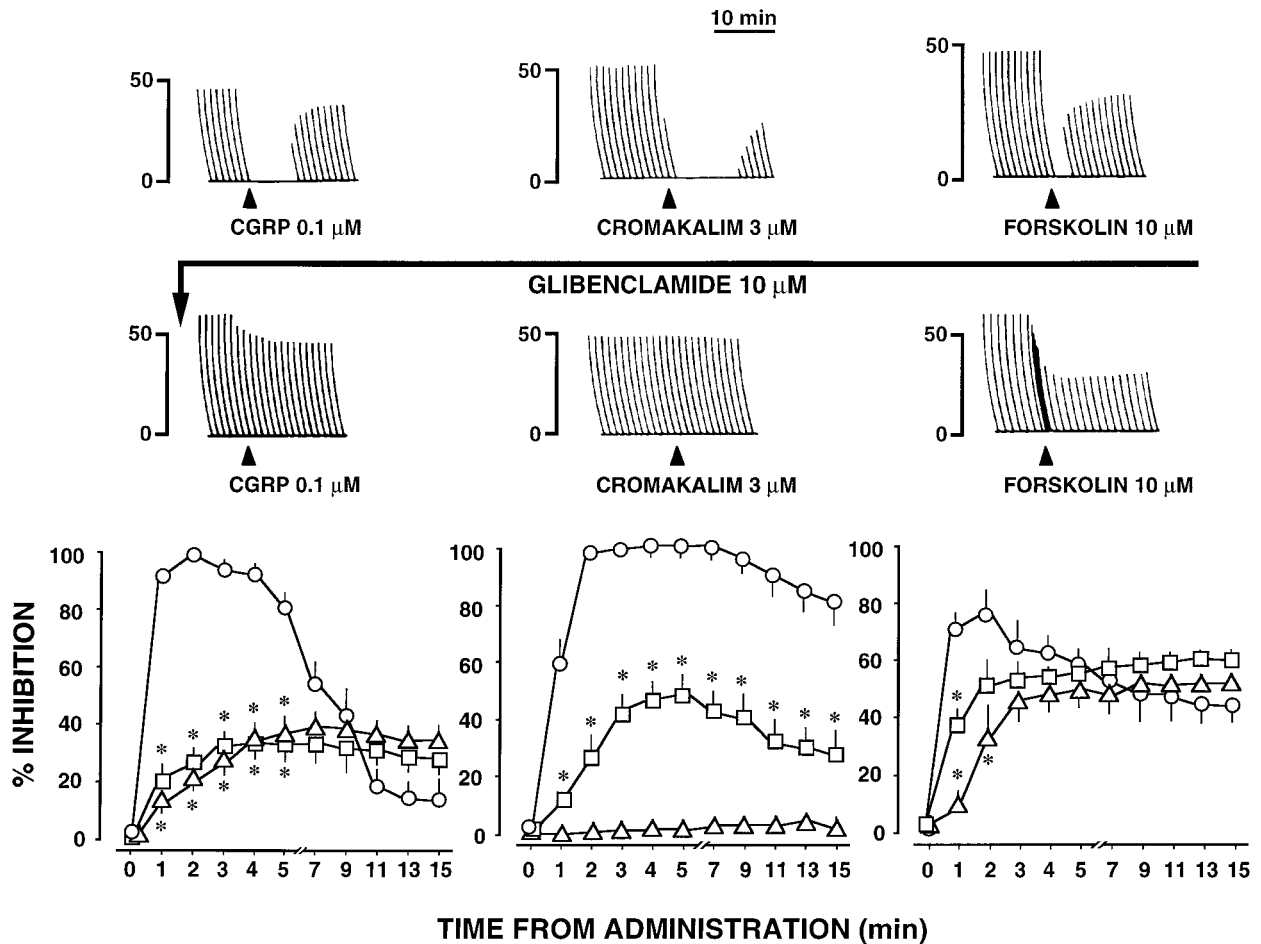 10 min
50
0
CGRP 0.1 µM
50
0
CROMAKALIM 3 µM
50
0
FORSKOLIN 10 µM
GLIBENCLAMIDE 10 µM
50
0
CGRP 0.1 µM
50
0
CROMAKALIM 3 µM
50
0
FORSKOLIN 10 µM
% INHIBITION
100
80
60
40
20
0
* * * * *
* * * * *
0 1 2 3 4 5 7 9 11 13 15
100
80
60
40
20
0
* * * * * * * * * *
0 1 2 3 4 5 7 9 11 13 15
100
80
60
40
20
0
*
* *
0 1 2 3 4 5 7 9 11 13 15
TIME FROM ADMINISTRATION (min)